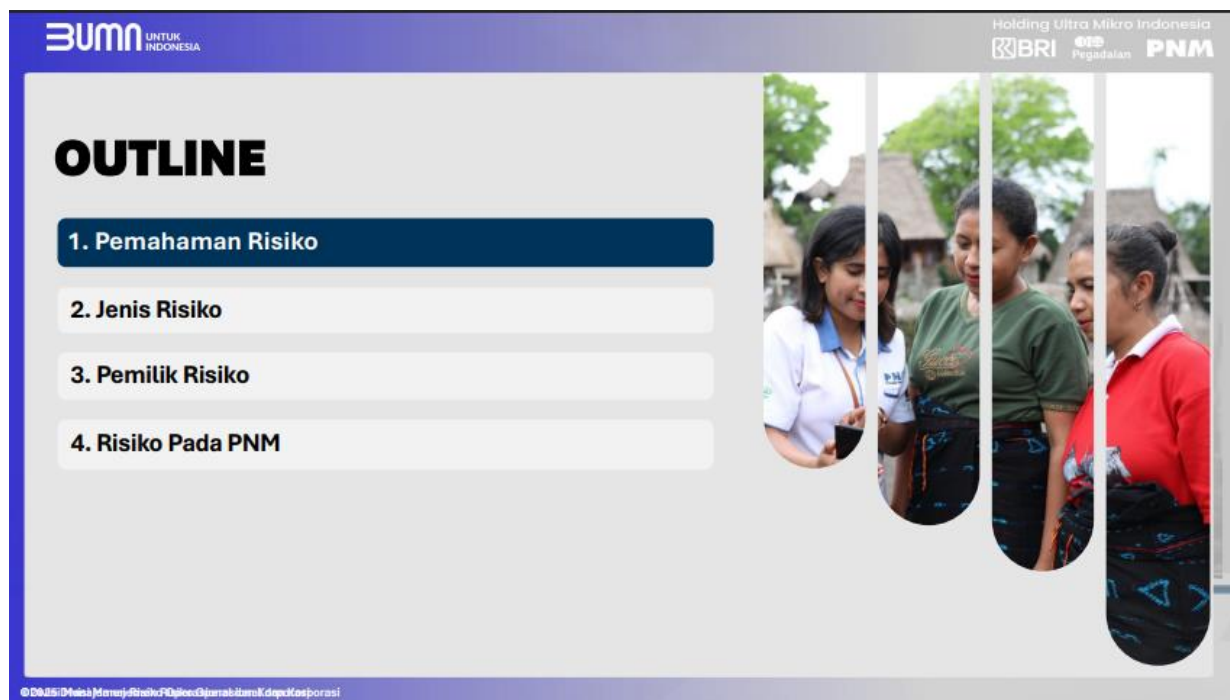 BUMN UNTUK
INDONESIA
Holding Ultra Mikro Indonesia
BRI Pegadaian PNM
OUTLINE
1. Pemahaman Risiko
2. Jenis Risiko
3. Pemilik Risiko
4. Risiko Pada PNM